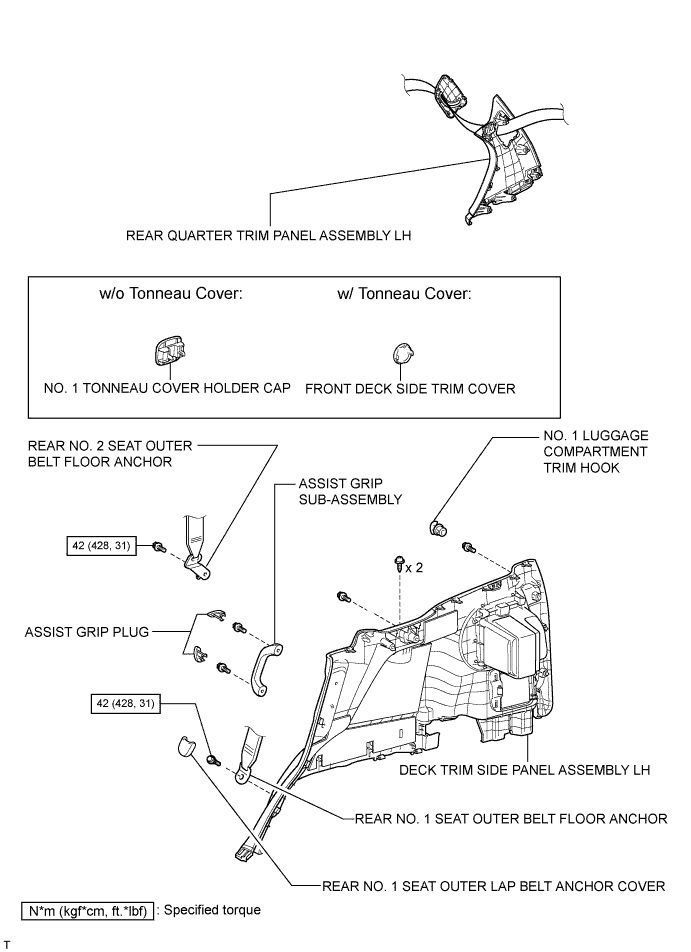 REAR QUARTER TRIM PANEL ASSEMBLY LH
w/o Tonneau Cover:
w/ Tonneau Cover:
NO. 1 TONNEAU COVER HOLDER CAP
FRONT DECK SIDE TRIM COVER
REAR NO. 2 SEAT OUTER
BELT FLOOR ANCHOR
NO. 1 LUGGAGE
COMPARTMENT
TRIM HOOK
ASSIST GRIP
SUB-ASSEMBLY
42 (428, 31)
x 2
ASSIST GRIP PLUG
42 (428, 31)
DECK TRIM SIDE PANEL ASSEMBLY LH
REAR NO. 1 SEAT OUTER BELT FLOOR ANCHOR
REAR NO. 1 SEAT OUTER LAP BELT ANCHOR COVER
N*m (kgf*cm, ft.*lbf) : Specified torque
T